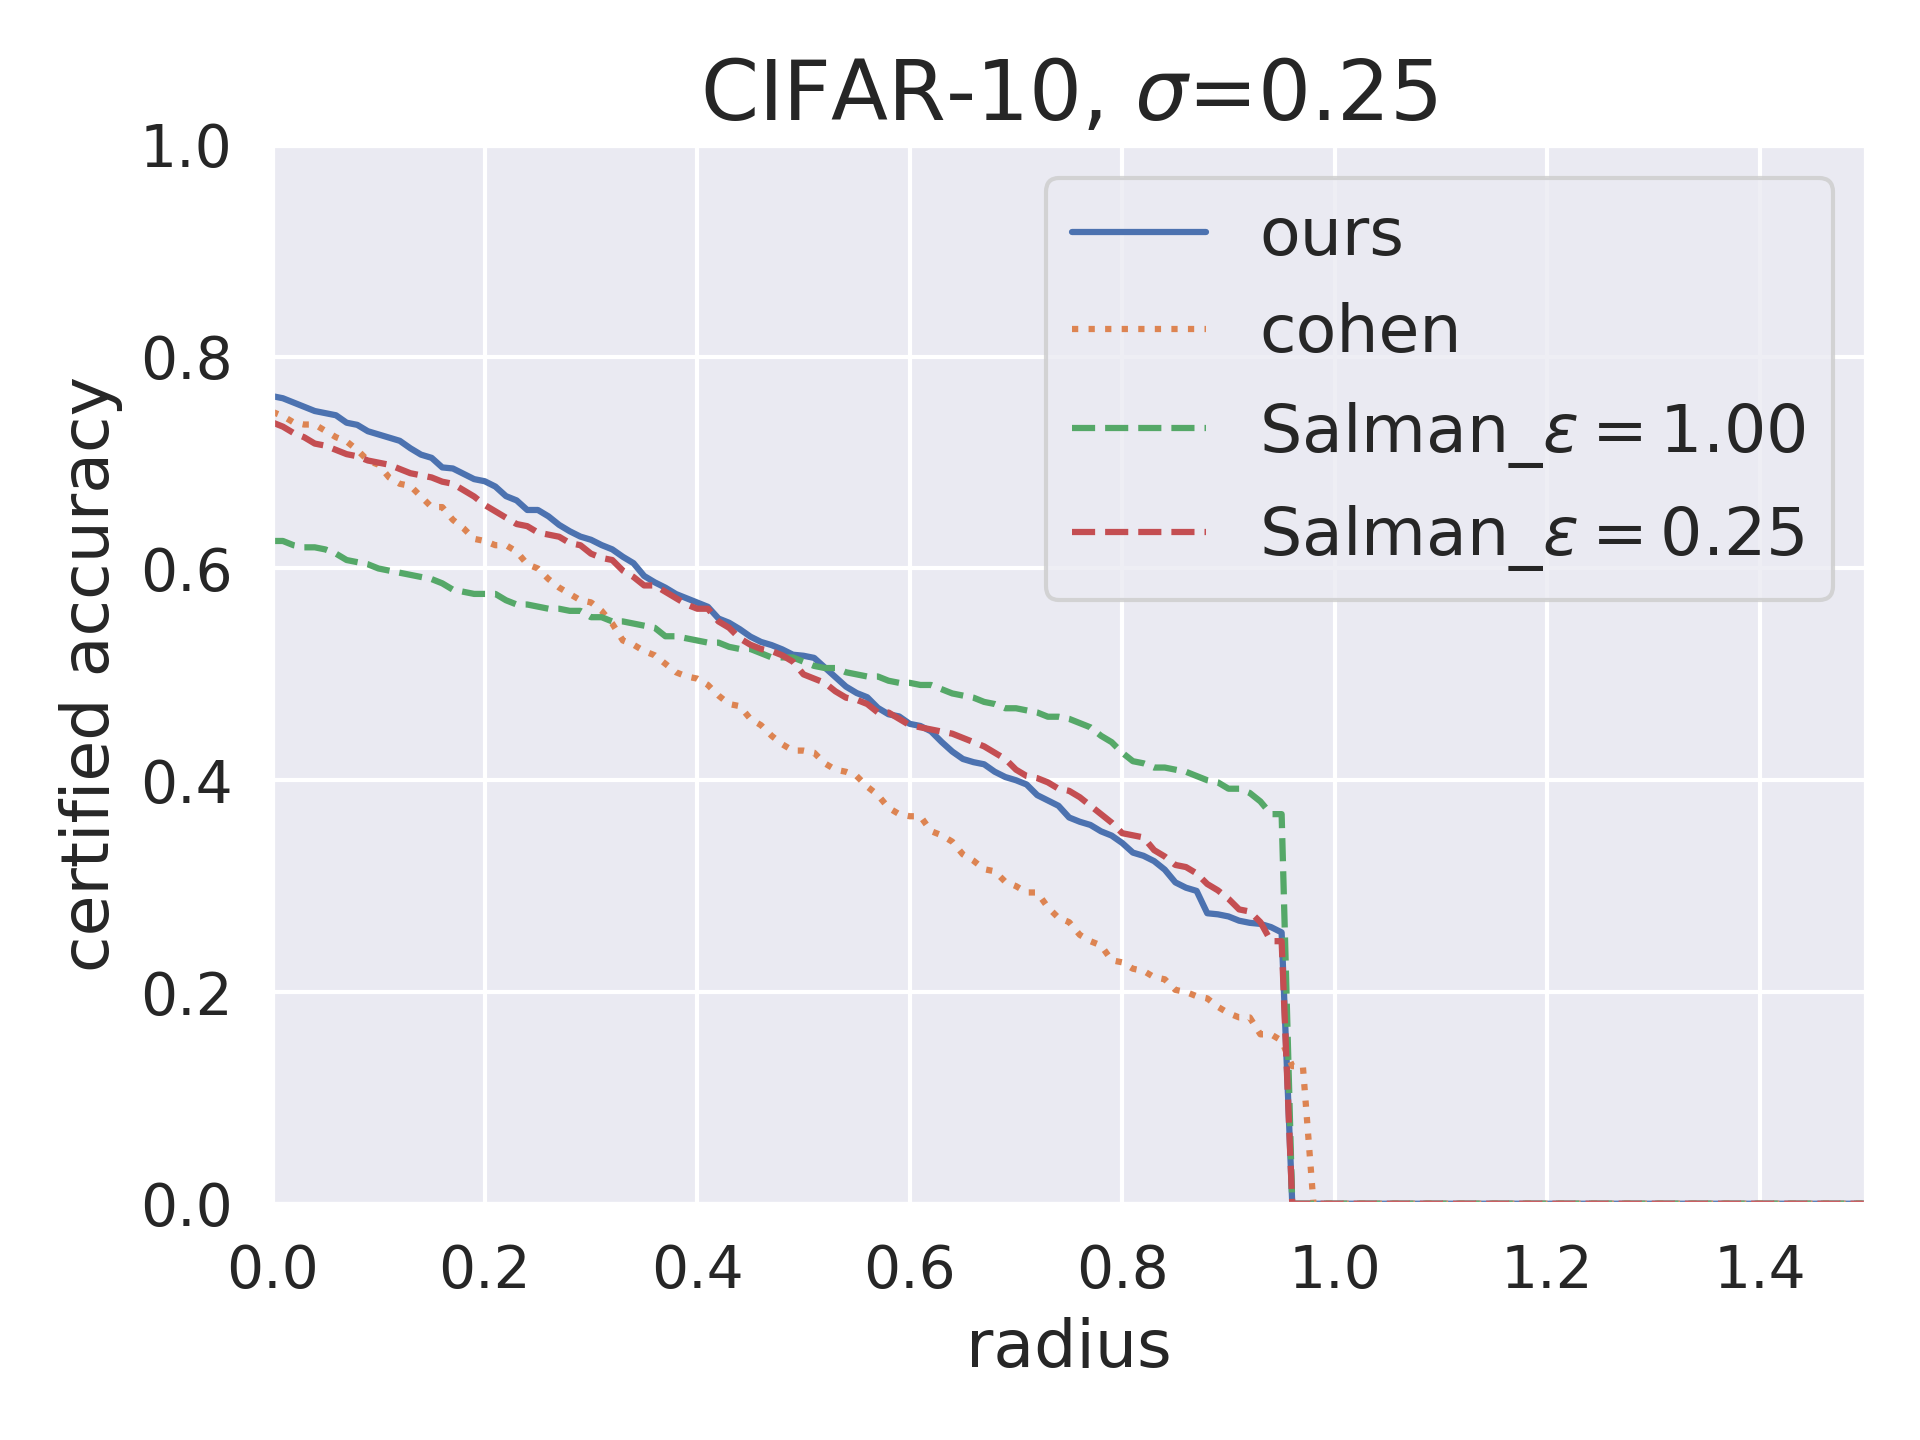 CIFAR-10, σ=0.25
certified accuracy
1.0
0.8
0.6
0.4
0.2
0.0
ours
cohen
Salman_ε = 1.00
Salman_ε = 0.25
0.0 0.2 0.4 0.6 0.8 1.0 1.2 1.4
radius